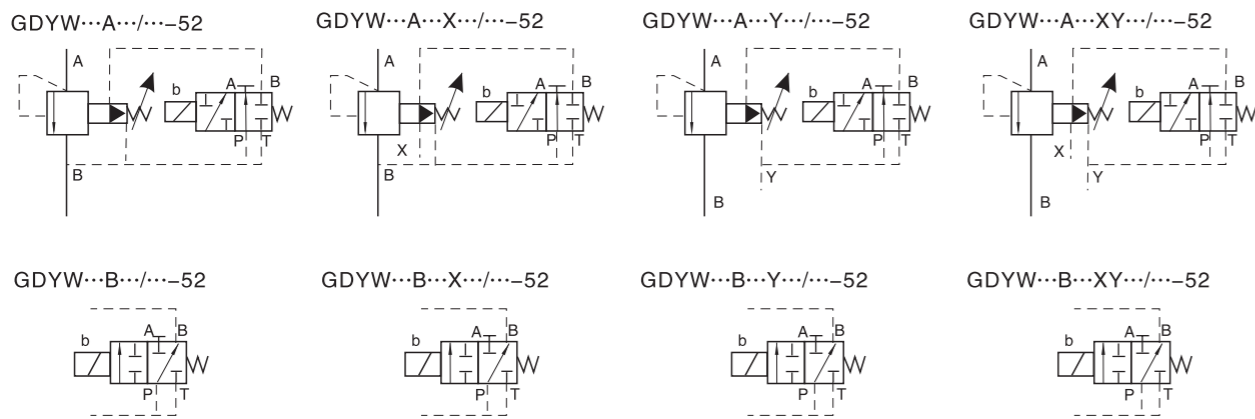 GDYW···A···/···–52
GDYW···A···X···/···–52
GDYW···A···Y···/···–52
GDYW···A···XY···/···–52
A
b
A
B
P
T
B
A
b
A
B
P
T
X
B
A
b
A
B
P
T
Y
B
A
b
A
B
P
T
X
Y
B
GDYW···B···/···–52
GDYW···B···X···/···–52
GDYW···B···Y···/···–52
GDYW···B···XY···/···–52
b
A
B
P
T
b
A
B
P
T
b
A
B
P
T
b
A
B
P
T